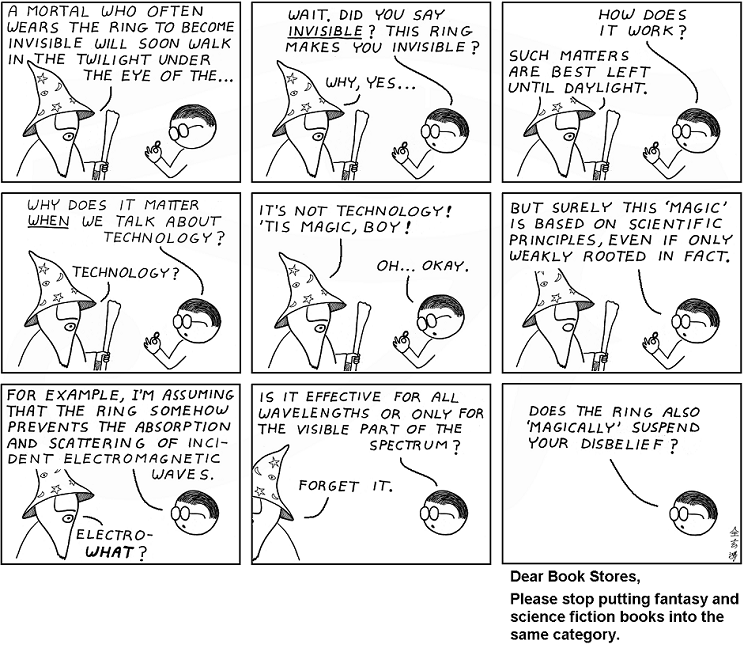 A MORTAL WHO OFTEN
WEARS THE RING TO BECOME
INVISIBLE WILL SOON WALK
IN THE TWILIGHT UNDER
THE EYE OF THE...
WAIT. DID YOU SAY
INVISIBLE? THIS RING
MAKES YOU INVISIBLE?
WHY, YES...
HOW DOES
IT WORK?
SUCH MATTERS
ARE BEST LEFT
UNTIL DAYLIGHT.
WHY DOES IT MATTER
WHEN WE TALK ABOUT
TECHNOLOGY?
TECHNOLOGY?
IT'S NOT TECHNOLOGY!
'TIS MAGIC, BOY!
OH... OKAY.
BUT SURELY THIS 'MAGIC'
IS BASED ON SCIENTIFIC
PRINCIPLES, EVEN IF ONLY
WEAKLY ROOTED IN FACT.
FOR EXAMPLE, I'M ASSUMING
THAT THE RING SOMEHOW
PREVENTS THE ABSORPTION
AND SCATTERING OF INCI-
DENT ELECTROMAGNETIC
WAVES.
ELECTRO-
WHAT?
IS IT EFFECTIVE FOR ALL
WAVELENGTHS OR ONLY FOR
THE VISIBLE PART OF THE
SPECTRUM?
FORGET IT.
DOES THE RING ALSO
'MAGICALLY' SUSPEND
YOUR DISBELIEF?
Dear Book Stores,
Please stop putting fantasy and
science fiction books into the
same category.